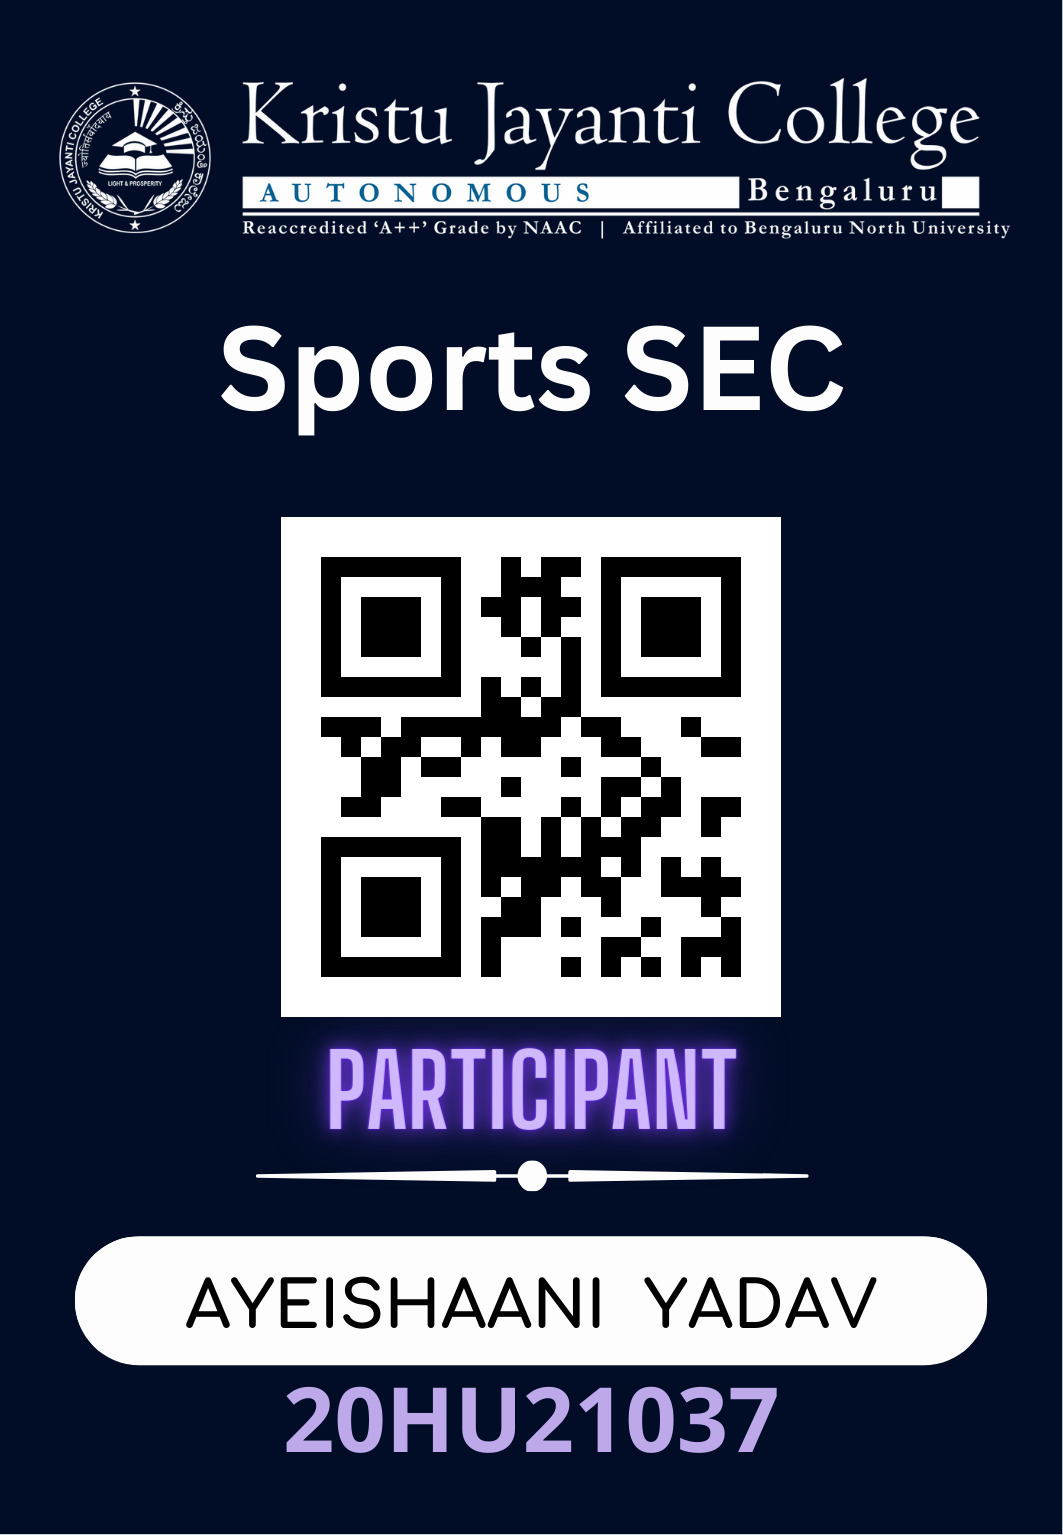 KRISTU JAYANTI COLLEGE
ಕ್ರಿಸ್ತು ಜಯಂತಿ ಕಾಲೇಜು
LIGHT & PROSPERITY
Kristu Jayanti College
AUTONOMOUS Bengaluru
Reaccredited ‘A++’ Grade by NAAC | Affiliated to Bengaluru North University
Sports SEC
PARTICIPANT
AYEISHAANI YADAV
20HU21037